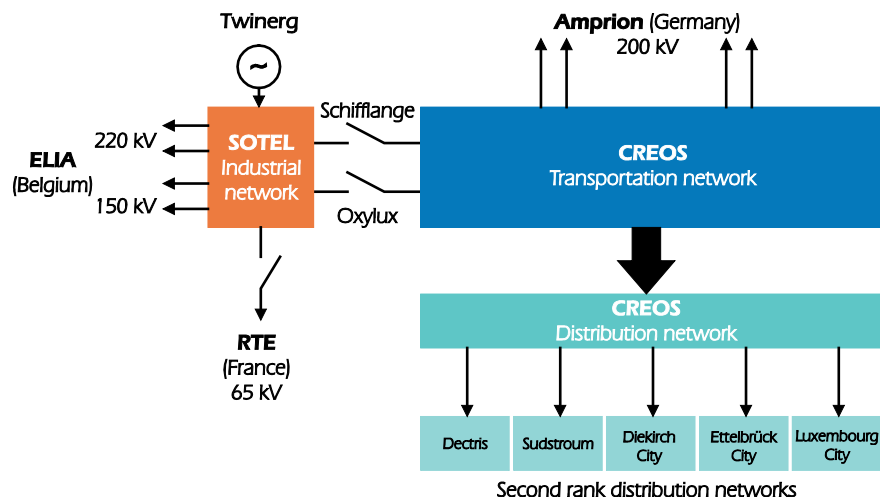 Twinerg
~
Amprion (Germany)
200 kV
Schifflange
SOTEL
Industrial
network
220 kV
ELIA
(Belgium)
150 kV
Oxylux
CREOS
Transportation network
RTE
(France)
65 kV
CREOS
Distribution network
Dectris
Sudstroum
Diekirch
City
Ettelbrück
City
Luxembourg
City
Second rank distribution networks